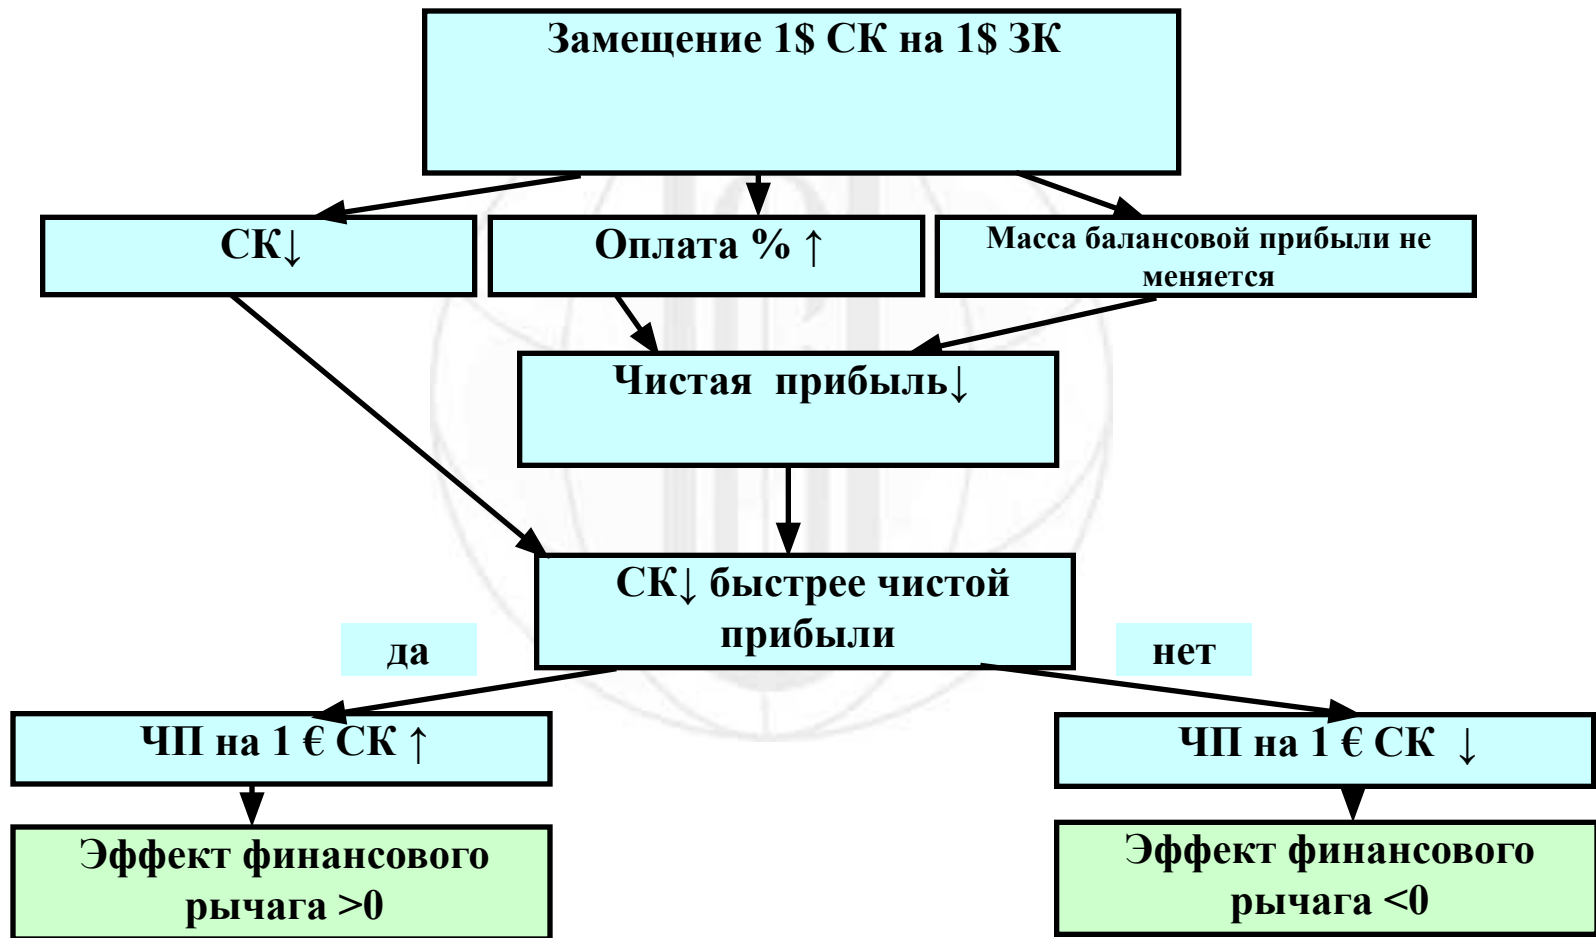 Замещение 1$ СК на 1$ ЗК
СК↓
Оплата % ↑
Масса балансовой прибыли не
меняется
Чистая прибыль↓
СК↓ быстрее чистой
прибыли
да
нет
ЧП на 1 € СК ↑
ЧП на 1 € СК ↓
Эффект финансового
рычага >0
Эффект финансового
рычага <0